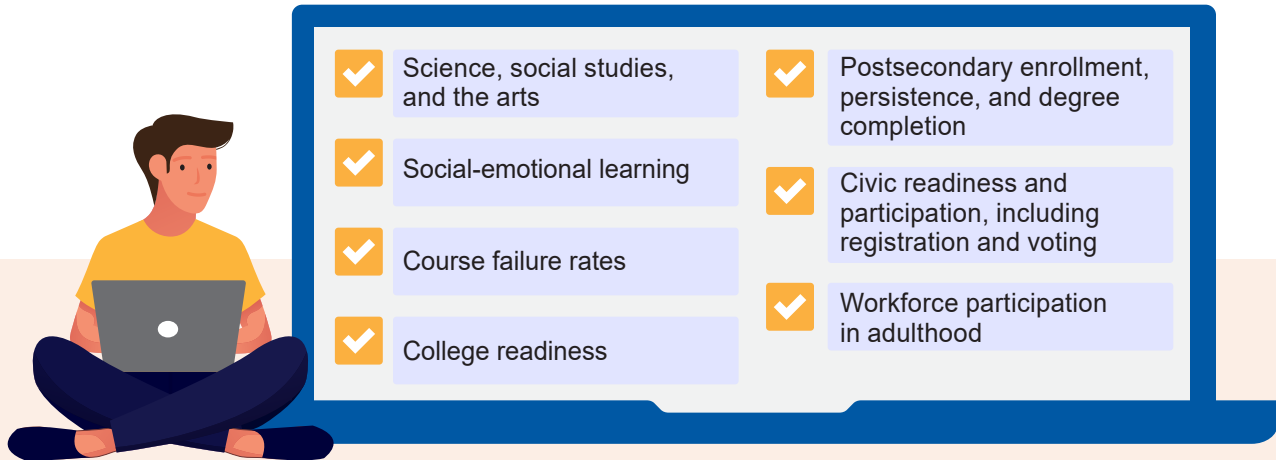 Science, social studies,
and the arts
Social-emotional learning
Course failure rates
College readiness
Postsecondary enrollment,
persistence, and degree
completion
Civic readiness and
participation, including
registration and voting
Workforce participation
in adulthood